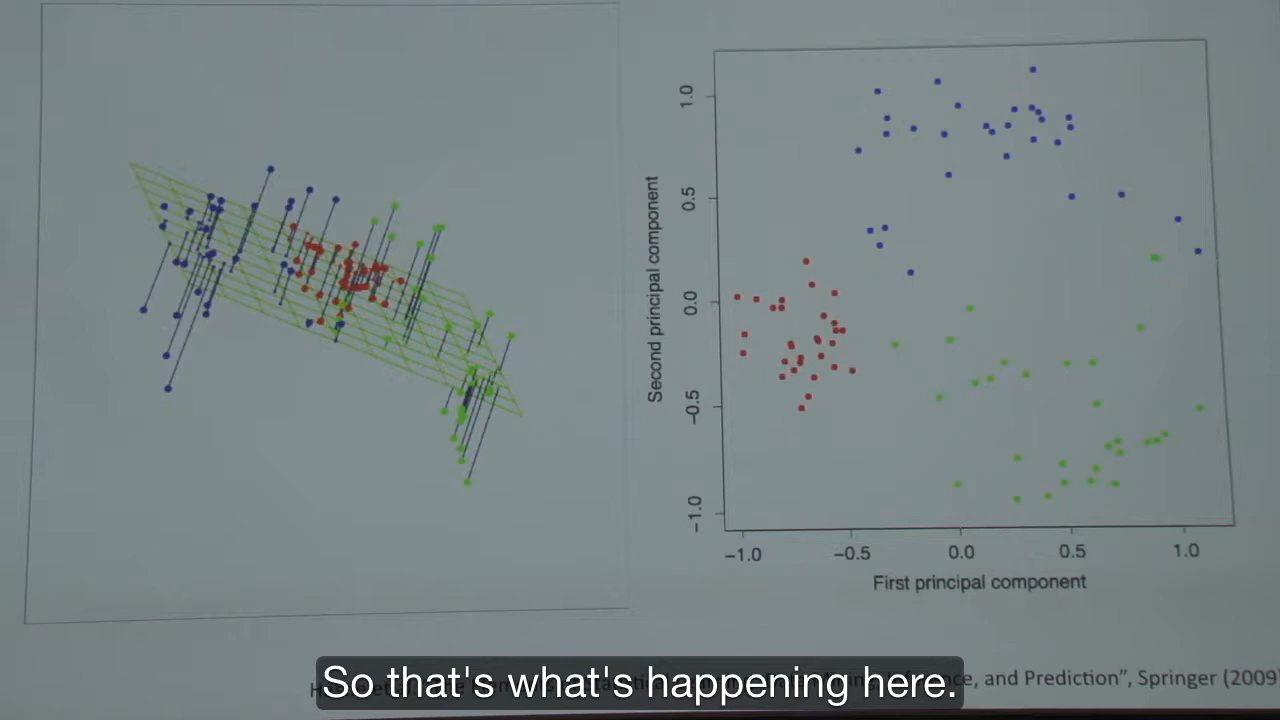 1.0
0.5
0.0
−0.5
−1.0
Second principal component
−1.0 −0.5 0.0 0.5 1.0
First principal component
and Prediction”, Springer (2009
So that's what's happening here.